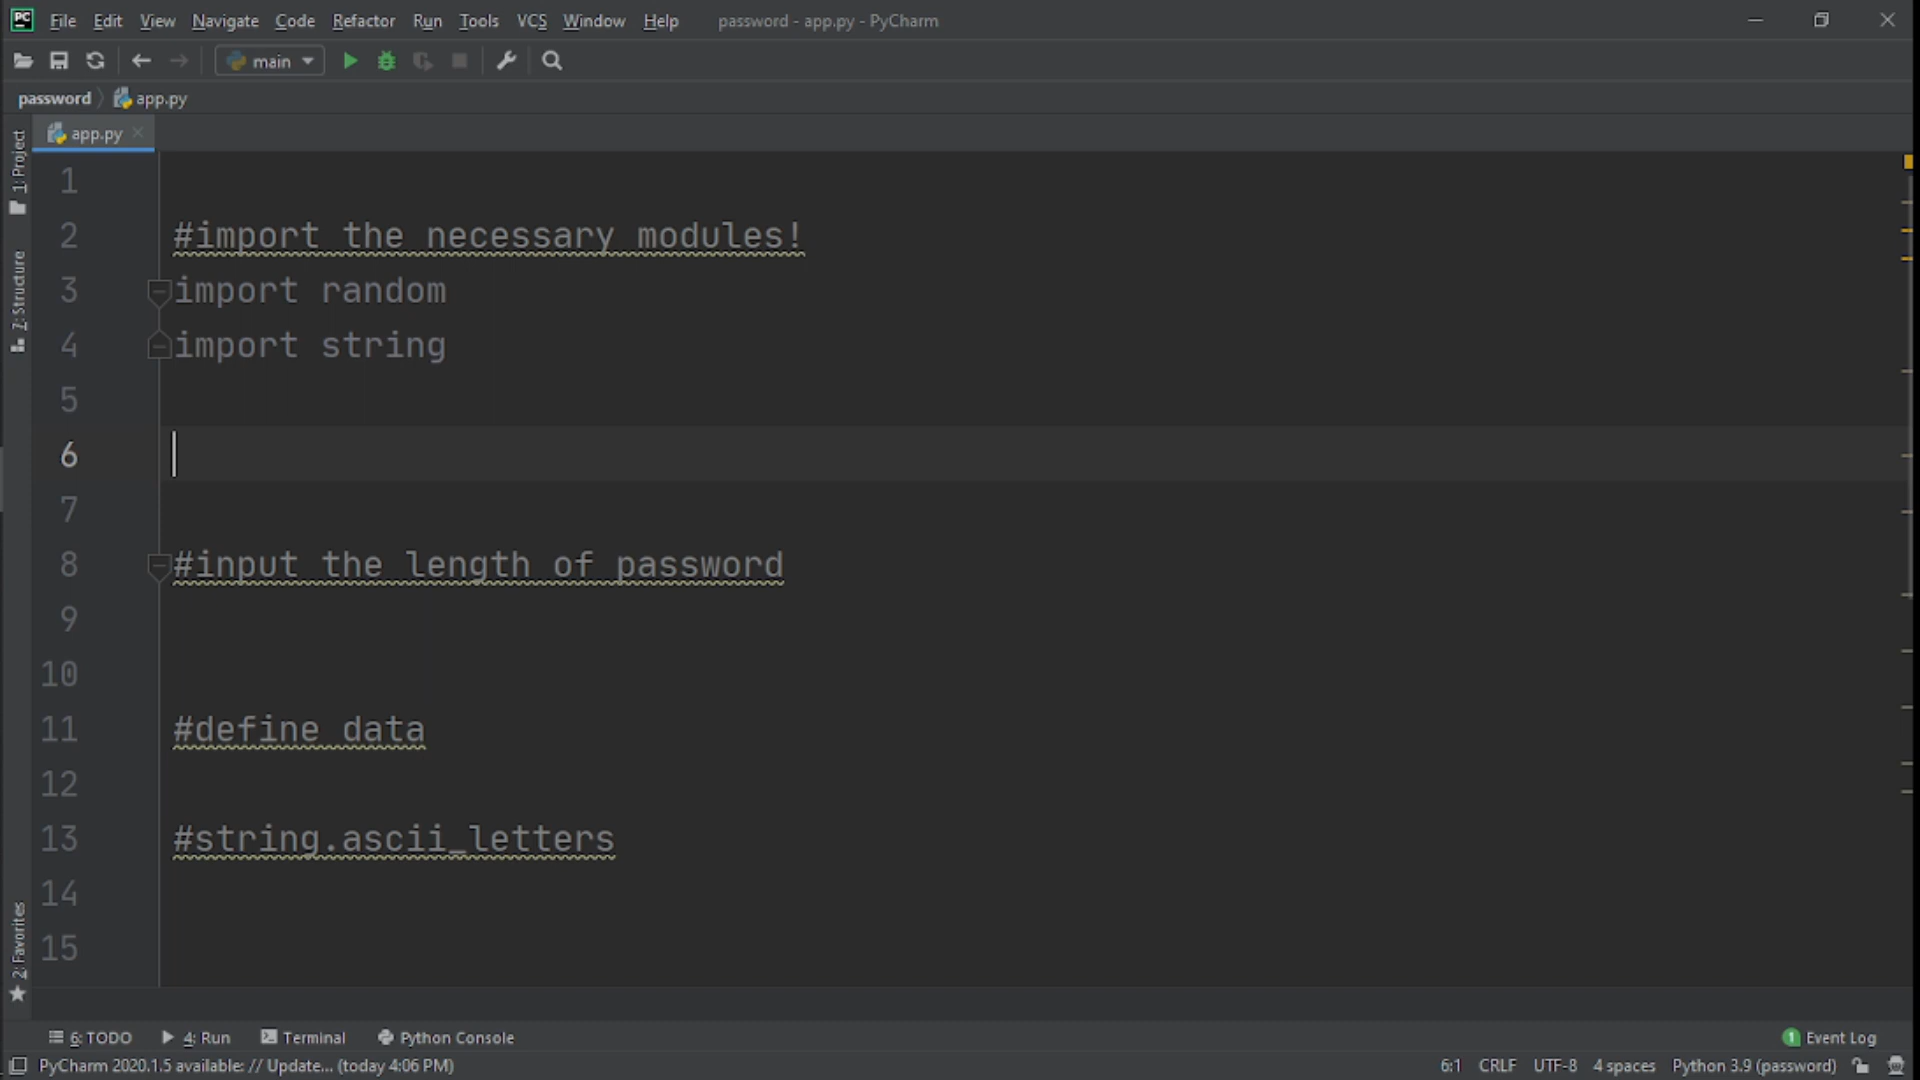 PC File Edit View Navigate Code Refactor Run Tools VCS Window Help password - app.py - PyCharm
main
password app.py
app.py
1: Project
7: Structure
2: Favorites
1
2 #import the necessary modules!
3 import random
4 import string
5
6
7
8 #input the length of password
9
10
11 #define data
12
13 #string.ascii_letters
14
15
6: TODO 4: Run Terminal Python Console 1 Event Log
PyCharm 2020.1.5 available: // Update... (today 4:06 PM) 6:1 CRLF UTF-8 4 spaces Python 3.9 (password)